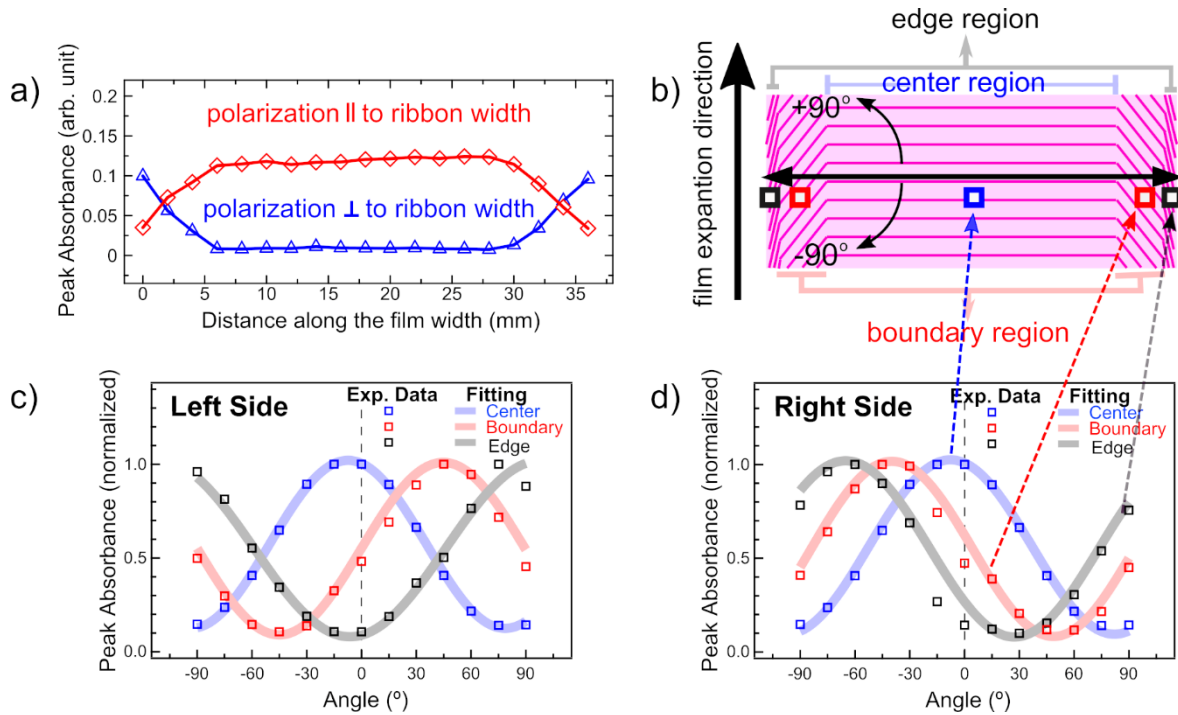 a)
Peak Absorbance (arb. unit)
0.2
0.15
0.1
0.05
0
polarization || to ribbon width
polarization ⊥ to ribbon width
0 5 10 15 20 25 30 35
Distance along the film width (mm)
b)
film expantion direction
edge region
center region
+90°
-90°
boundary region
c)
Peak Absorbance (normalized)
1.0
0.5
0.0
Left Side
Exp. Data Fitting
Center
Boundary
Edge
-90 -60 -30 0 30 60 90
Angle (º)
d)
Peak Absorbance (normalized)
1.0
0.5
0.0
Right Side
Exp. Data Fitting
Center
Boundary
Edge
-90 -60 -30 0 30 60 90
Angle (º)